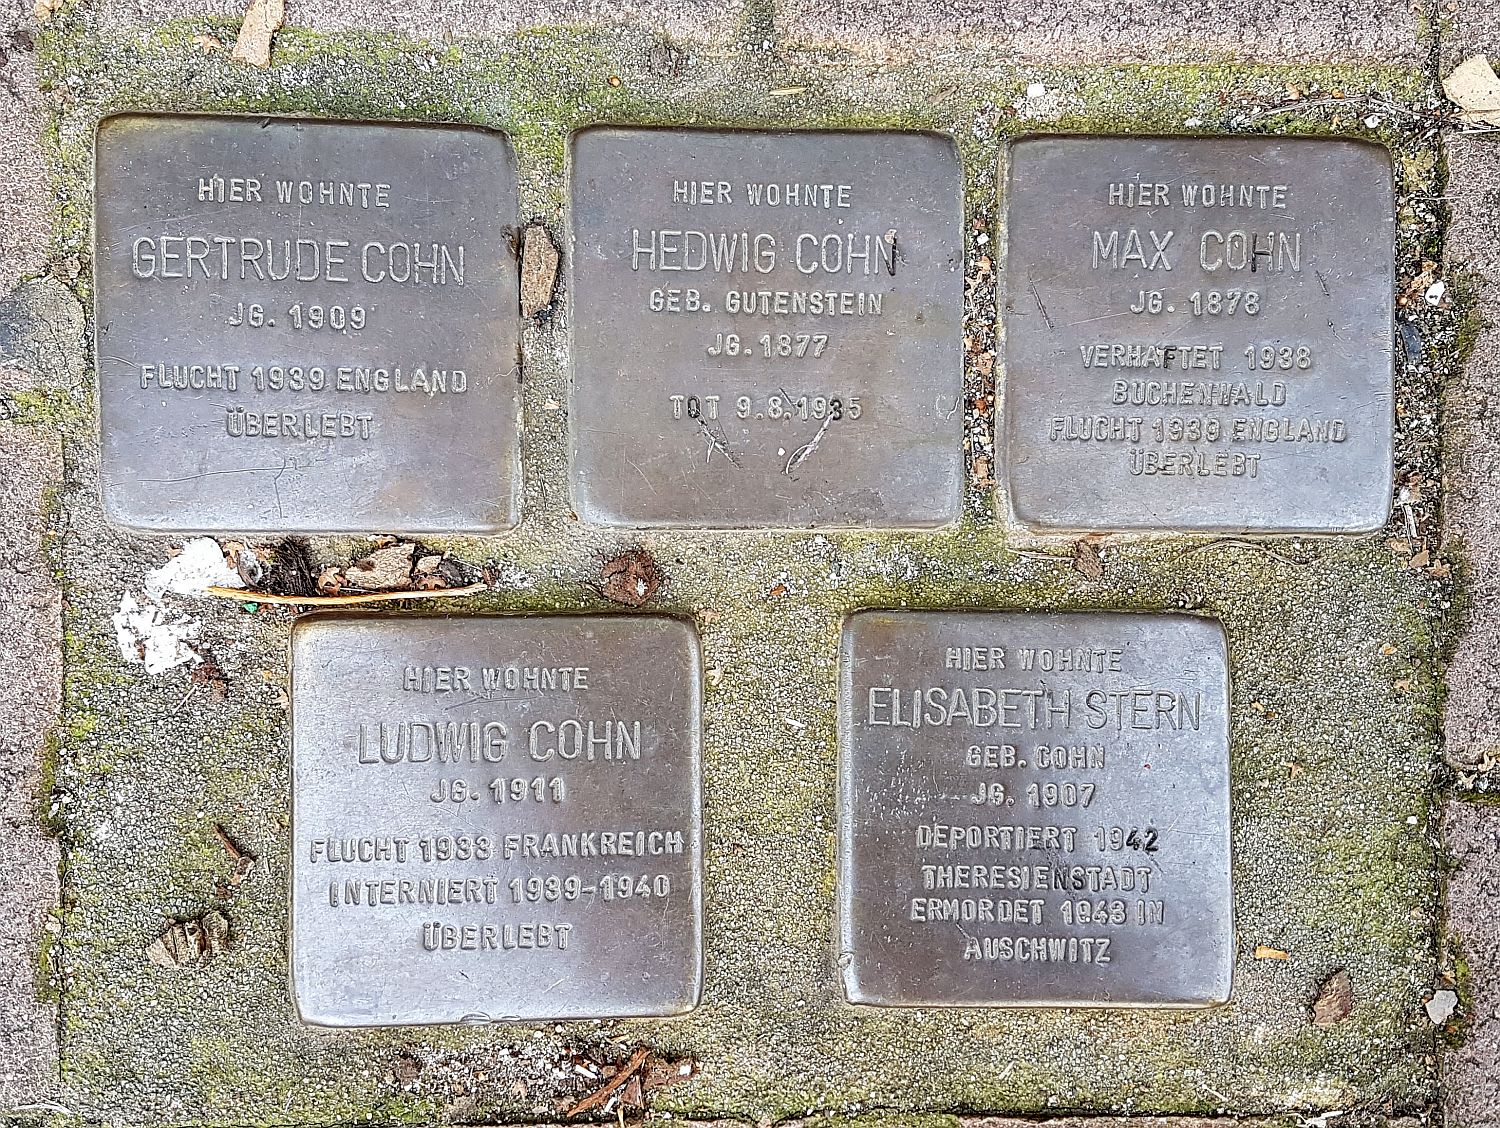 HIER WOHNTE
GERTRUDE COHN
JG. 1909
FLUCHT 1939 ENGLAND
ÜBERLEBT
HIER WOHNTE
HEDWIG COHN
GEB. GUTENSTEIN
JG. 1877
TOT 9.8.1935
HIER WOHNTE
MAX COHN
JG. 1878
VERHAFTET 1938
BUCHENWALD
FLUCHT 1939 ENGLAND
ÜBERLEBT
HIER WOHNTE
LUDWIG COHN
JG. 1911
FLUCHT 1933 FRANKREICH
INTERNIERT 1939-1940
ÜBERLEBT
HIER WOHNTE
ELISABETH STERN
GEB. COHN
JG. 1907
DEPORTIERT 1942
THERESIENSTADT
ERMORDET 1943 IN
AUSCHWITZ